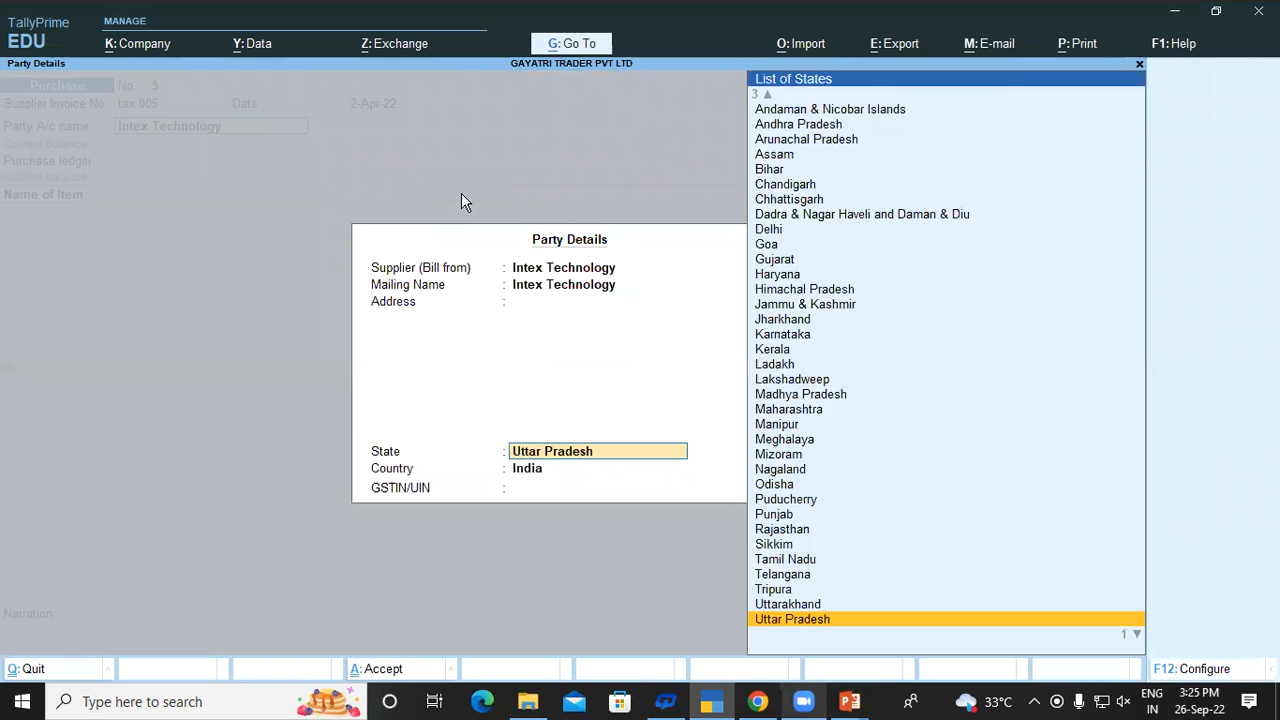 TallyPrime
EDU
MANAGE
K: Company
Y: Data
Z: Exchange
G: Go To
O: Import
E: Export
M: E-mail
P: Print
F1: Help
Party Details
GAYATRI TRADER PVT LTD
Purchase No. 5
Supplier Invoice No.: tax 005 Date 2-Apr-22
Party A/c name : Intex Technology
Current balance
Purchase ledger
Current balance
Name of Item
Party Details
Supplier (Bill from) : Intex Technology
Mailing Name : Intex Technology
Address :
State : Uttar Pradesh
Country : India
GSTIN/UIN :
List of States
3
Andaman & Nicobar Islands
Andhra Pradesh
Arunachal Pradesh
Assam
Bihar
Chandigarh
Chhattisgarh
Dadra & Nagar Haveli and Daman & Diu
Delhi
Goa
Gujarat
Haryana
Himachal Pradesh
Jammu & Kashmir
Jharkhand
Karnataka
Kerala
Ladakh
Lakshadweep
Madhya Pradesh
Maharashtra
Manipur
Meghalaya
Mizoram
Nagaland
Odisha
Puducherry
Punjab
Rajasthan
Sikkim
Tamil Nadu
Telangana
Tripura
Uttarakhand
Uttar Pradesh
1
Narration:
Q: Quit
A: Accept
F12: Configure
Type here to search
33°C
ENG
IN
3:25 PM
26-Sep-22